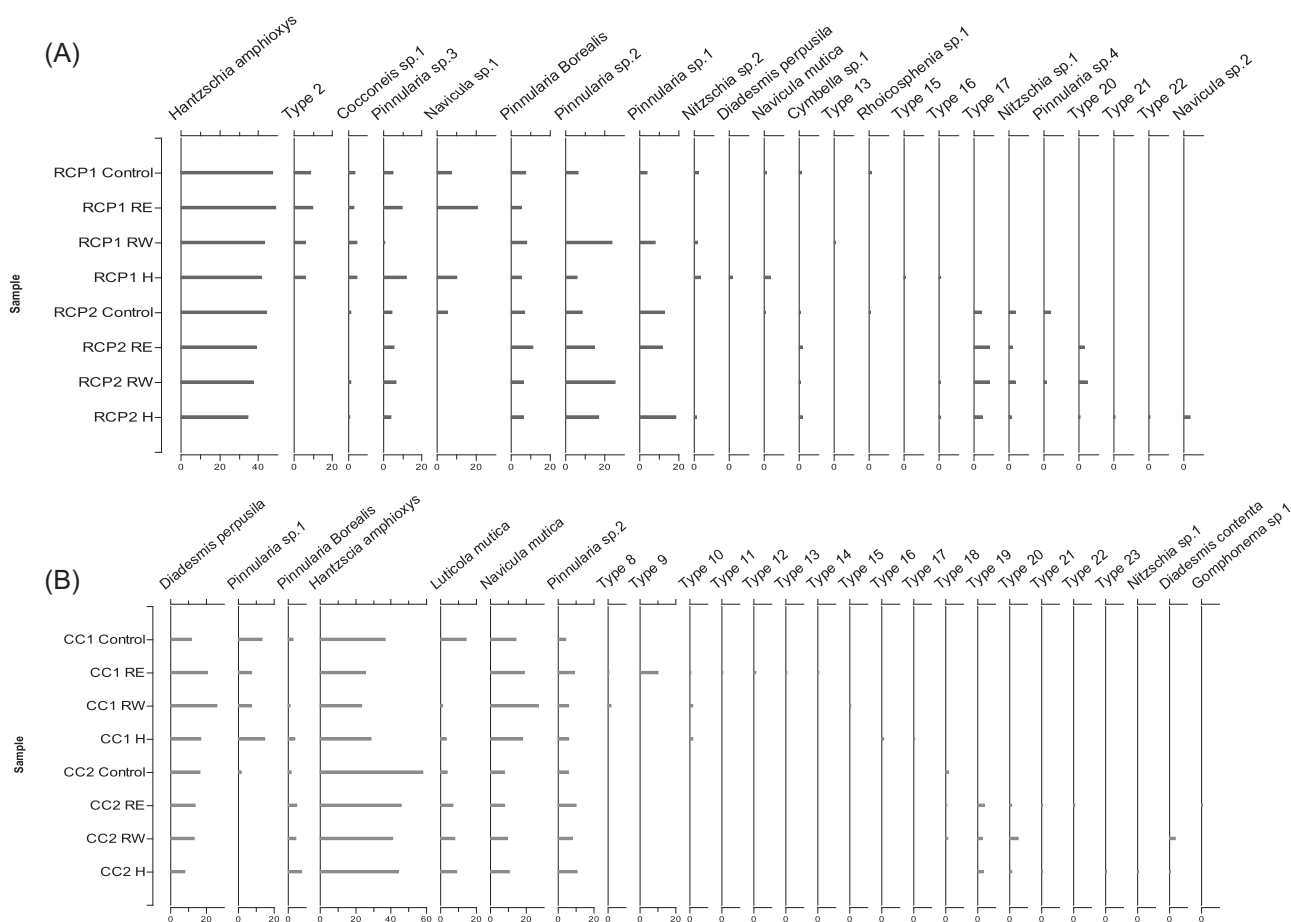 (A)
Hantzschia amphioxys
Type 2
Cocconeis sp.1
Pinnularia sp.3
Navicula sp.1
Pinnularia Borealis
Pinnularia sp.2
Pinnularia sp.1
Nitzschia sp.2
Diadesmis perpusila
Navicula mutica
Cymbella sp.1
Type 13
Rhoicosphenia sp.1
Type 15
Type 16
Type 17
Nitzschia sp.1
Pinnularia sp.4
Type 20
Type 21
Type 22
Navicula sp.2
Sample
RCP1 Control
RCP1 RE
RCP1 RW
RCP1 H
RCP2 Control
RCP2 RE
RCP2 RW
RCP2 H
0 20 40 0 20 0 0 0 20 0 0 20 0 20 0 0 0 0 0 0 0 0 0 0 0 0 0 0 0
(B)
Diadesmis perpusila
Pinnularia sp.1
Pinnularia Borealis
Hantzscia amphioxys
Luticola mutica
Navicula mutica
Pinnularia sp.2
Type 8
Type 9
Type 10
Type 11
Type 12
Type 13
Type 14
Type 15
Type 16
Type 17
Type 18
Type 19
Type 20
Type 21
Type 22
Type 23
Nitzschia sp.1
Diadesmis contenta
Gomphonema sp 1
Sample
CC1 Control
CC1 RE
CC1 RW
CC1 H
CC2 Control
CC2 RE
CC2 RW
CC2 H
0 20 0 20 0 0 20 40 60 0 20 0 20 0 0 0 20 0 0 0 0 0 0 0 0 0 0 0 0 0 0 0 0 0